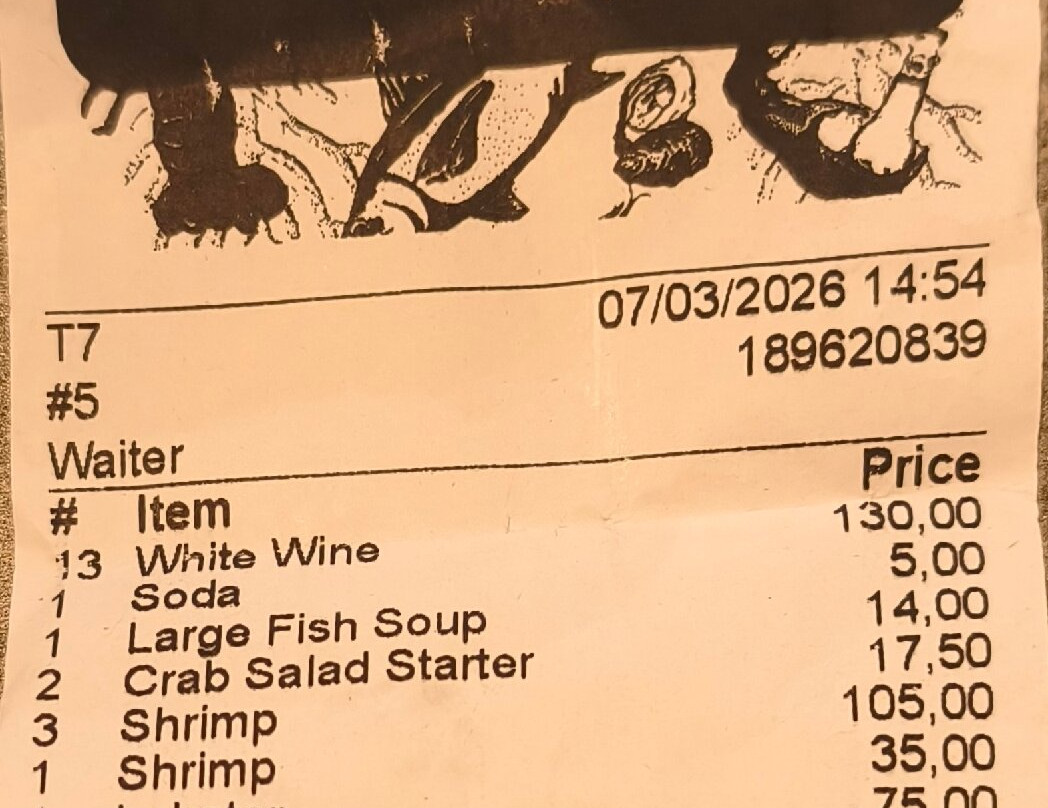 T7 07/03/2026 14:54
#5 189620839
Waiter
# Item Price
13 White Wine 130,00
1 Soda 5,00
1 Large Fish Soup 14,00
2 Crab Salad Starter 17,50
3 Shrimp 105,00
1 Shrimp 35,00
75,00